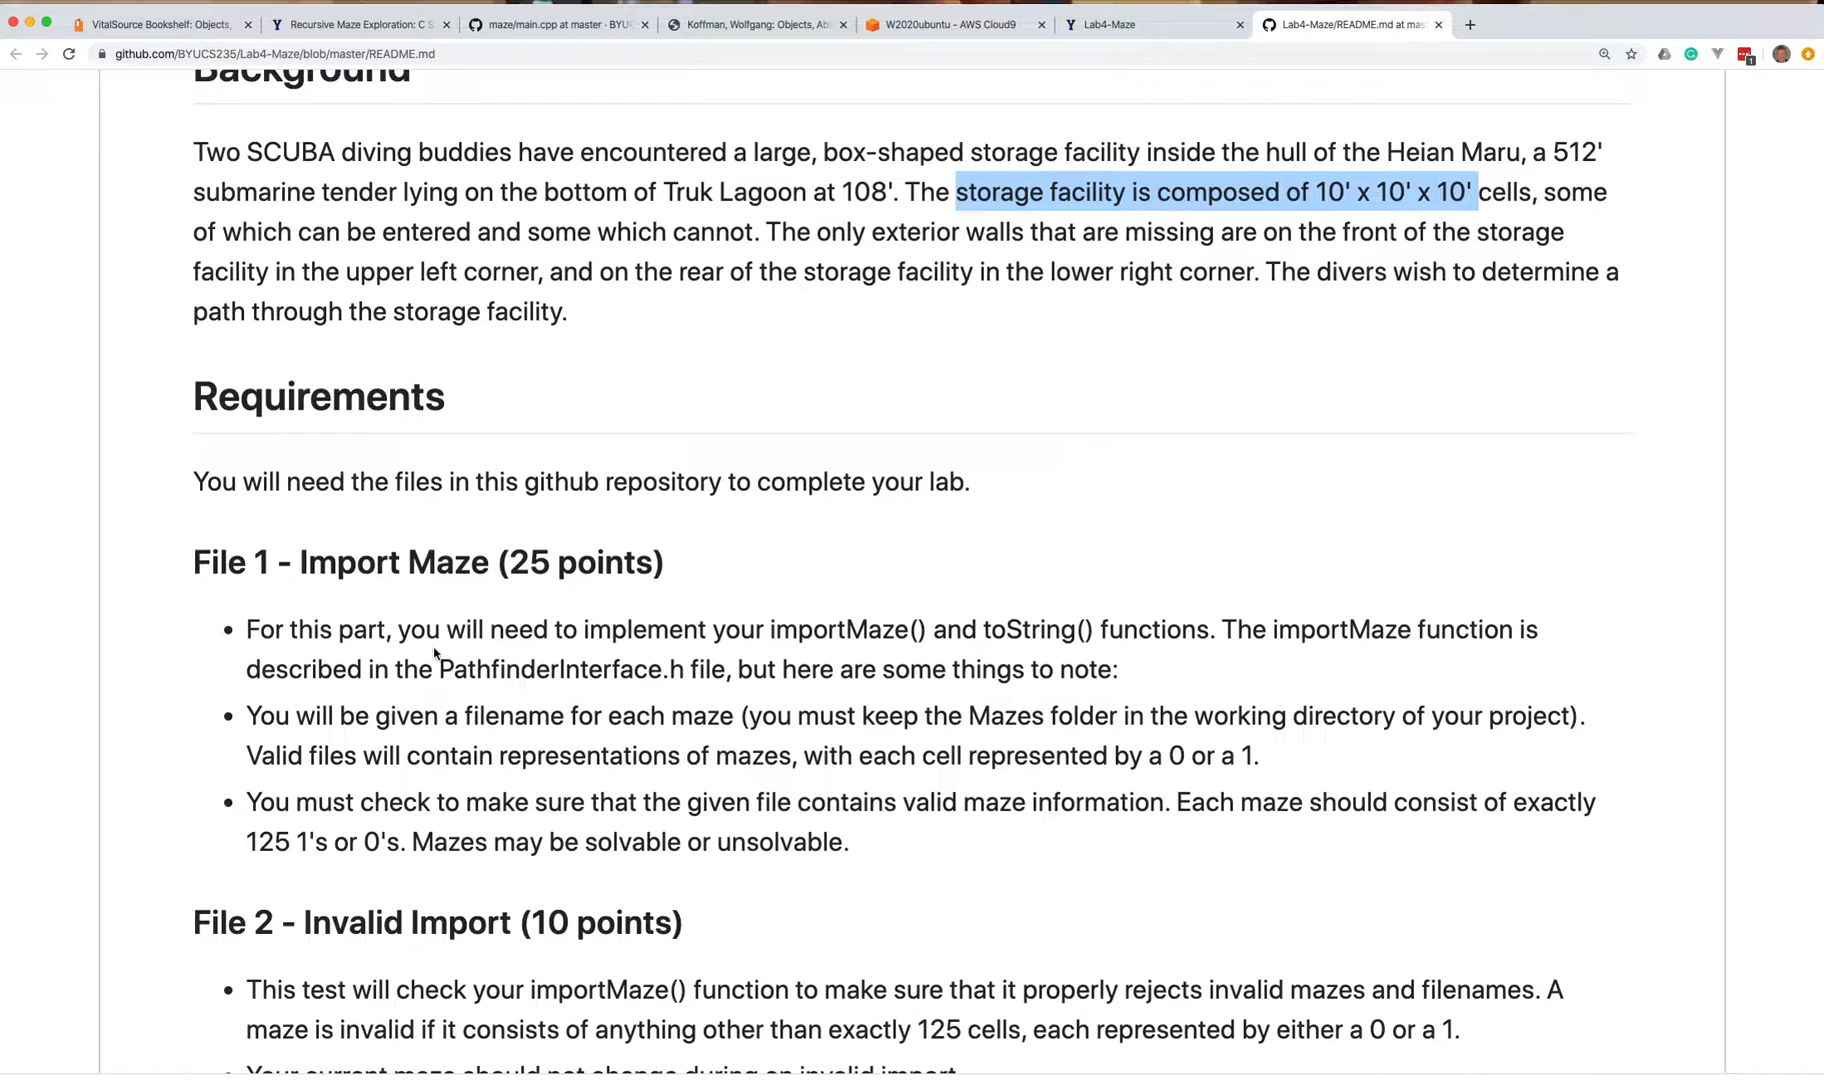 VitalSource Bookshelf: Objects,
Recursive Maze Exploration: C S
maze/main.cpp at master · BYU
Koffman, Wolfgang: Objects, Ab
W2020ubuntu - AWS Cloud9
Lab4-Maze
Lab4-Maze/README.md at mas
github.com/BYUCS235/Lab4-Maze/blob/master/README.md
Background
Two SCUBA diving buddies have encountered a large, box-shaped storage facility inside the hull of the Heian Maru, a 512'
submarine tender lying on the bottom of Truk Lagoon at 108'. The storage facility is composed of 10' x 10' x 10' cells, some
of which can be entered and some which cannot. The only exterior walls that are missing are on the front of the storage
facility in the upper left corner, and on the rear of the storage facility in the lower right corner. The divers wish to determine a
path through the storage facility.
Requirements
You will need the files in this github repository to complete your lab.
File 1 - Import Maze (25 points)
• For this part, you will need to implement your importMaze() and toString() functions. The importMaze function is
described in the PathfinderInterface.h file, but here are some things to note:
• You will be given a filename for each maze (you must keep the Mazes folder in the working directory of your project).
Valid files will contain representations of mazes, with each cell represented by a 0 or a 1.
• You must check to make sure that the given file contains valid maze information. Each maze should consist of exactly
125 1's or 0's. Mazes may be solvable or unsolvable.
File 2 - Invalid Import (10 points)
• This test will check your importMaze() function to make sure that it properly rejects invalid mazes and filenames. A
maze is invalid if it consists of anything other than exactly 125 cells, each represented by either a 0 or a 1.
• Your current maze should not change during an invalid import.